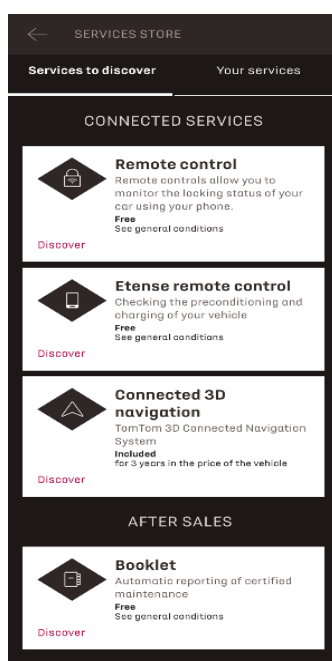 SERVICES STORE
Services to discover
Your services
CONNECTED SERVICES
Remote control
Remote controls allow you to
monitor the locking status of your
car using your phone.
Free
See general conditions
Discover
Etense remote control
Checking the preconditioning and
charging of your vehicle
Free
See general conditions
Discover
Connected 3D
navigation
TomTom 3D Connected Navigation
System
Included
for 3 years in the price of the vehicle
Discover
AFTER SALES
Booklet
Automatic reporting of certified
maintenance
Free
See general conditions
Discover